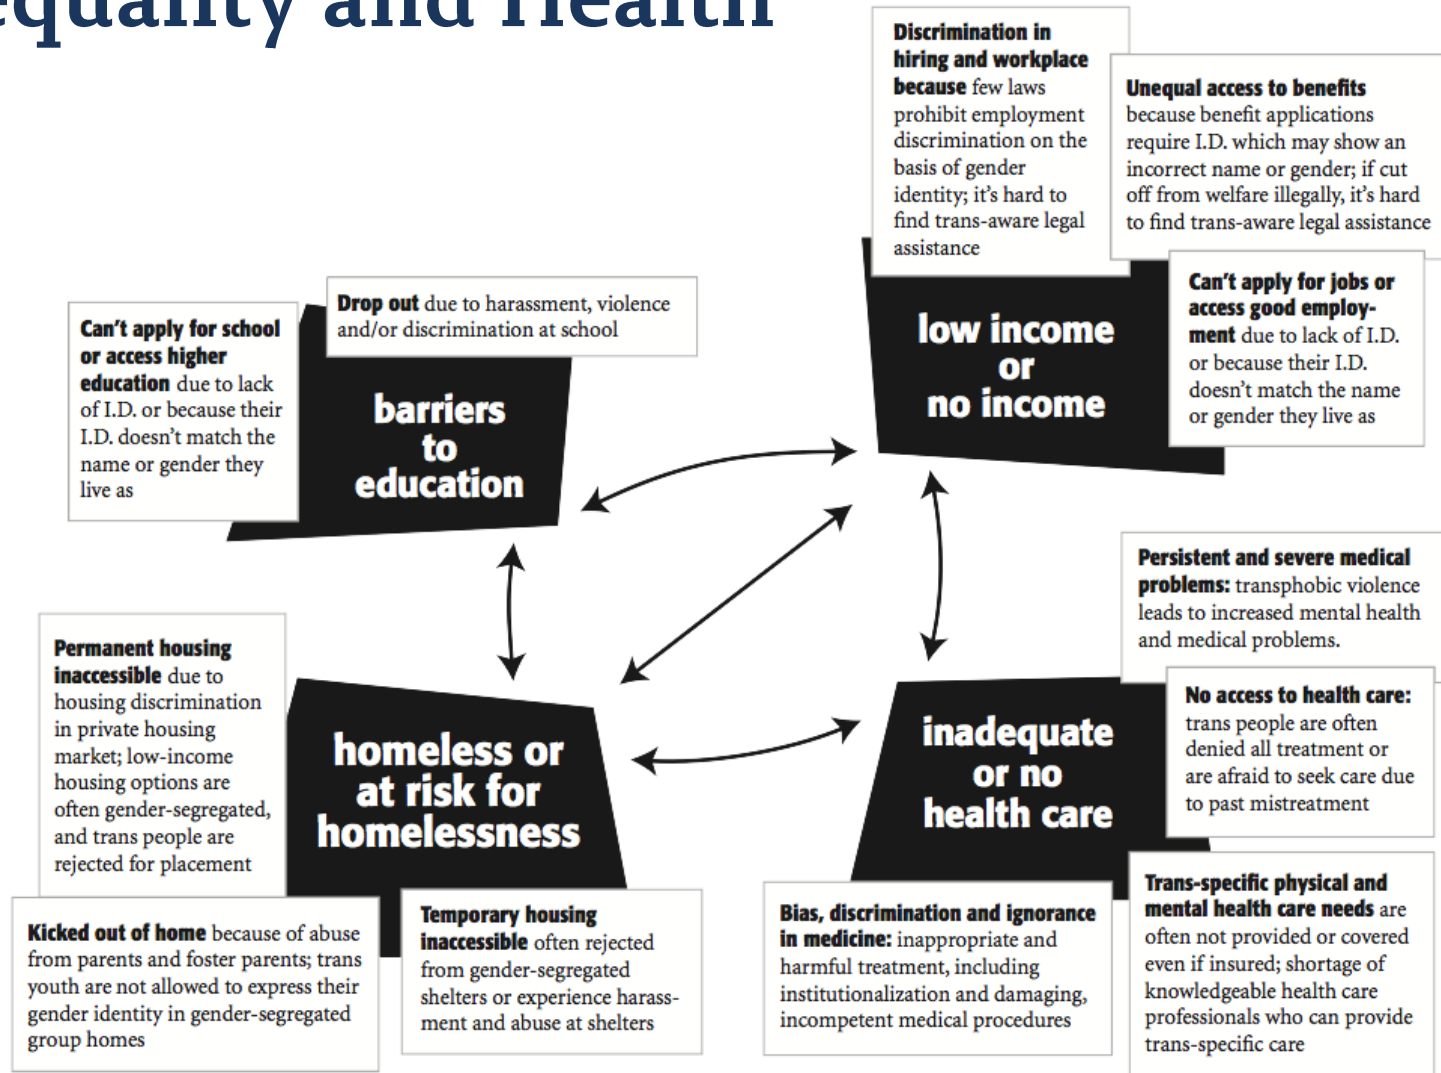 equality and Health
Discrimination in
hiring and workplace
because few laws
prohibit employment
discrimination on the
basis of gender
identity; it's hard to
find trans-aware legal
assistance
Unequal access to benefits
because benefit applications
require I.D. which may show an
incorrect name or gender; if cut
off from welfare illegally, it's hard
to find trans-aware legal assistance
Can't apply for jobs or
access good employ-
ment due to lack of I.D.
or because their I.D.
doesn't match the name
or gender they live as
low income
or
no income
Can't apply for school
or access higher
education due to lack
of I.D. or because their
I.D. doesn't match the
name or gender they
live as
Drop out due to harassment, violence
and/or discrimination at school
barriers
to
education
Permanent housing
inaccessible due to
housing discrimination
in private housing
market; low-income
housing options are
often gender-segregated,
and trans people are
rejected for placement
homeless or
at risk for
homelessness
Kicked out of home because of abuse
from parents and foster parents; trans
youth are not allowed to express their
gender identity in gender-segregated
group homes
Temporary housing
inaccessible often rejected
from gender-segregated
shelters or experience harass-
ment and abuse at shelters
Persistent and severe medical
problems: transphobic violence
leads to increased mental health
and medical problems.
No access to health care:
trans people are often
denied all treatment or
are afraid to seek care due
to past mistreatment
inadequate
or no
health care
Bias, discrimination and ignorance
in medicine: inappropriate and
harmful treatment, including
institutionalization and damaging,
incompetent medical procedures
Trans-specific physical and
mental health care needs are
often not provided or covered
even if insured; shortage of
knowledgeable health care
professionals who can provide
trans-specific care